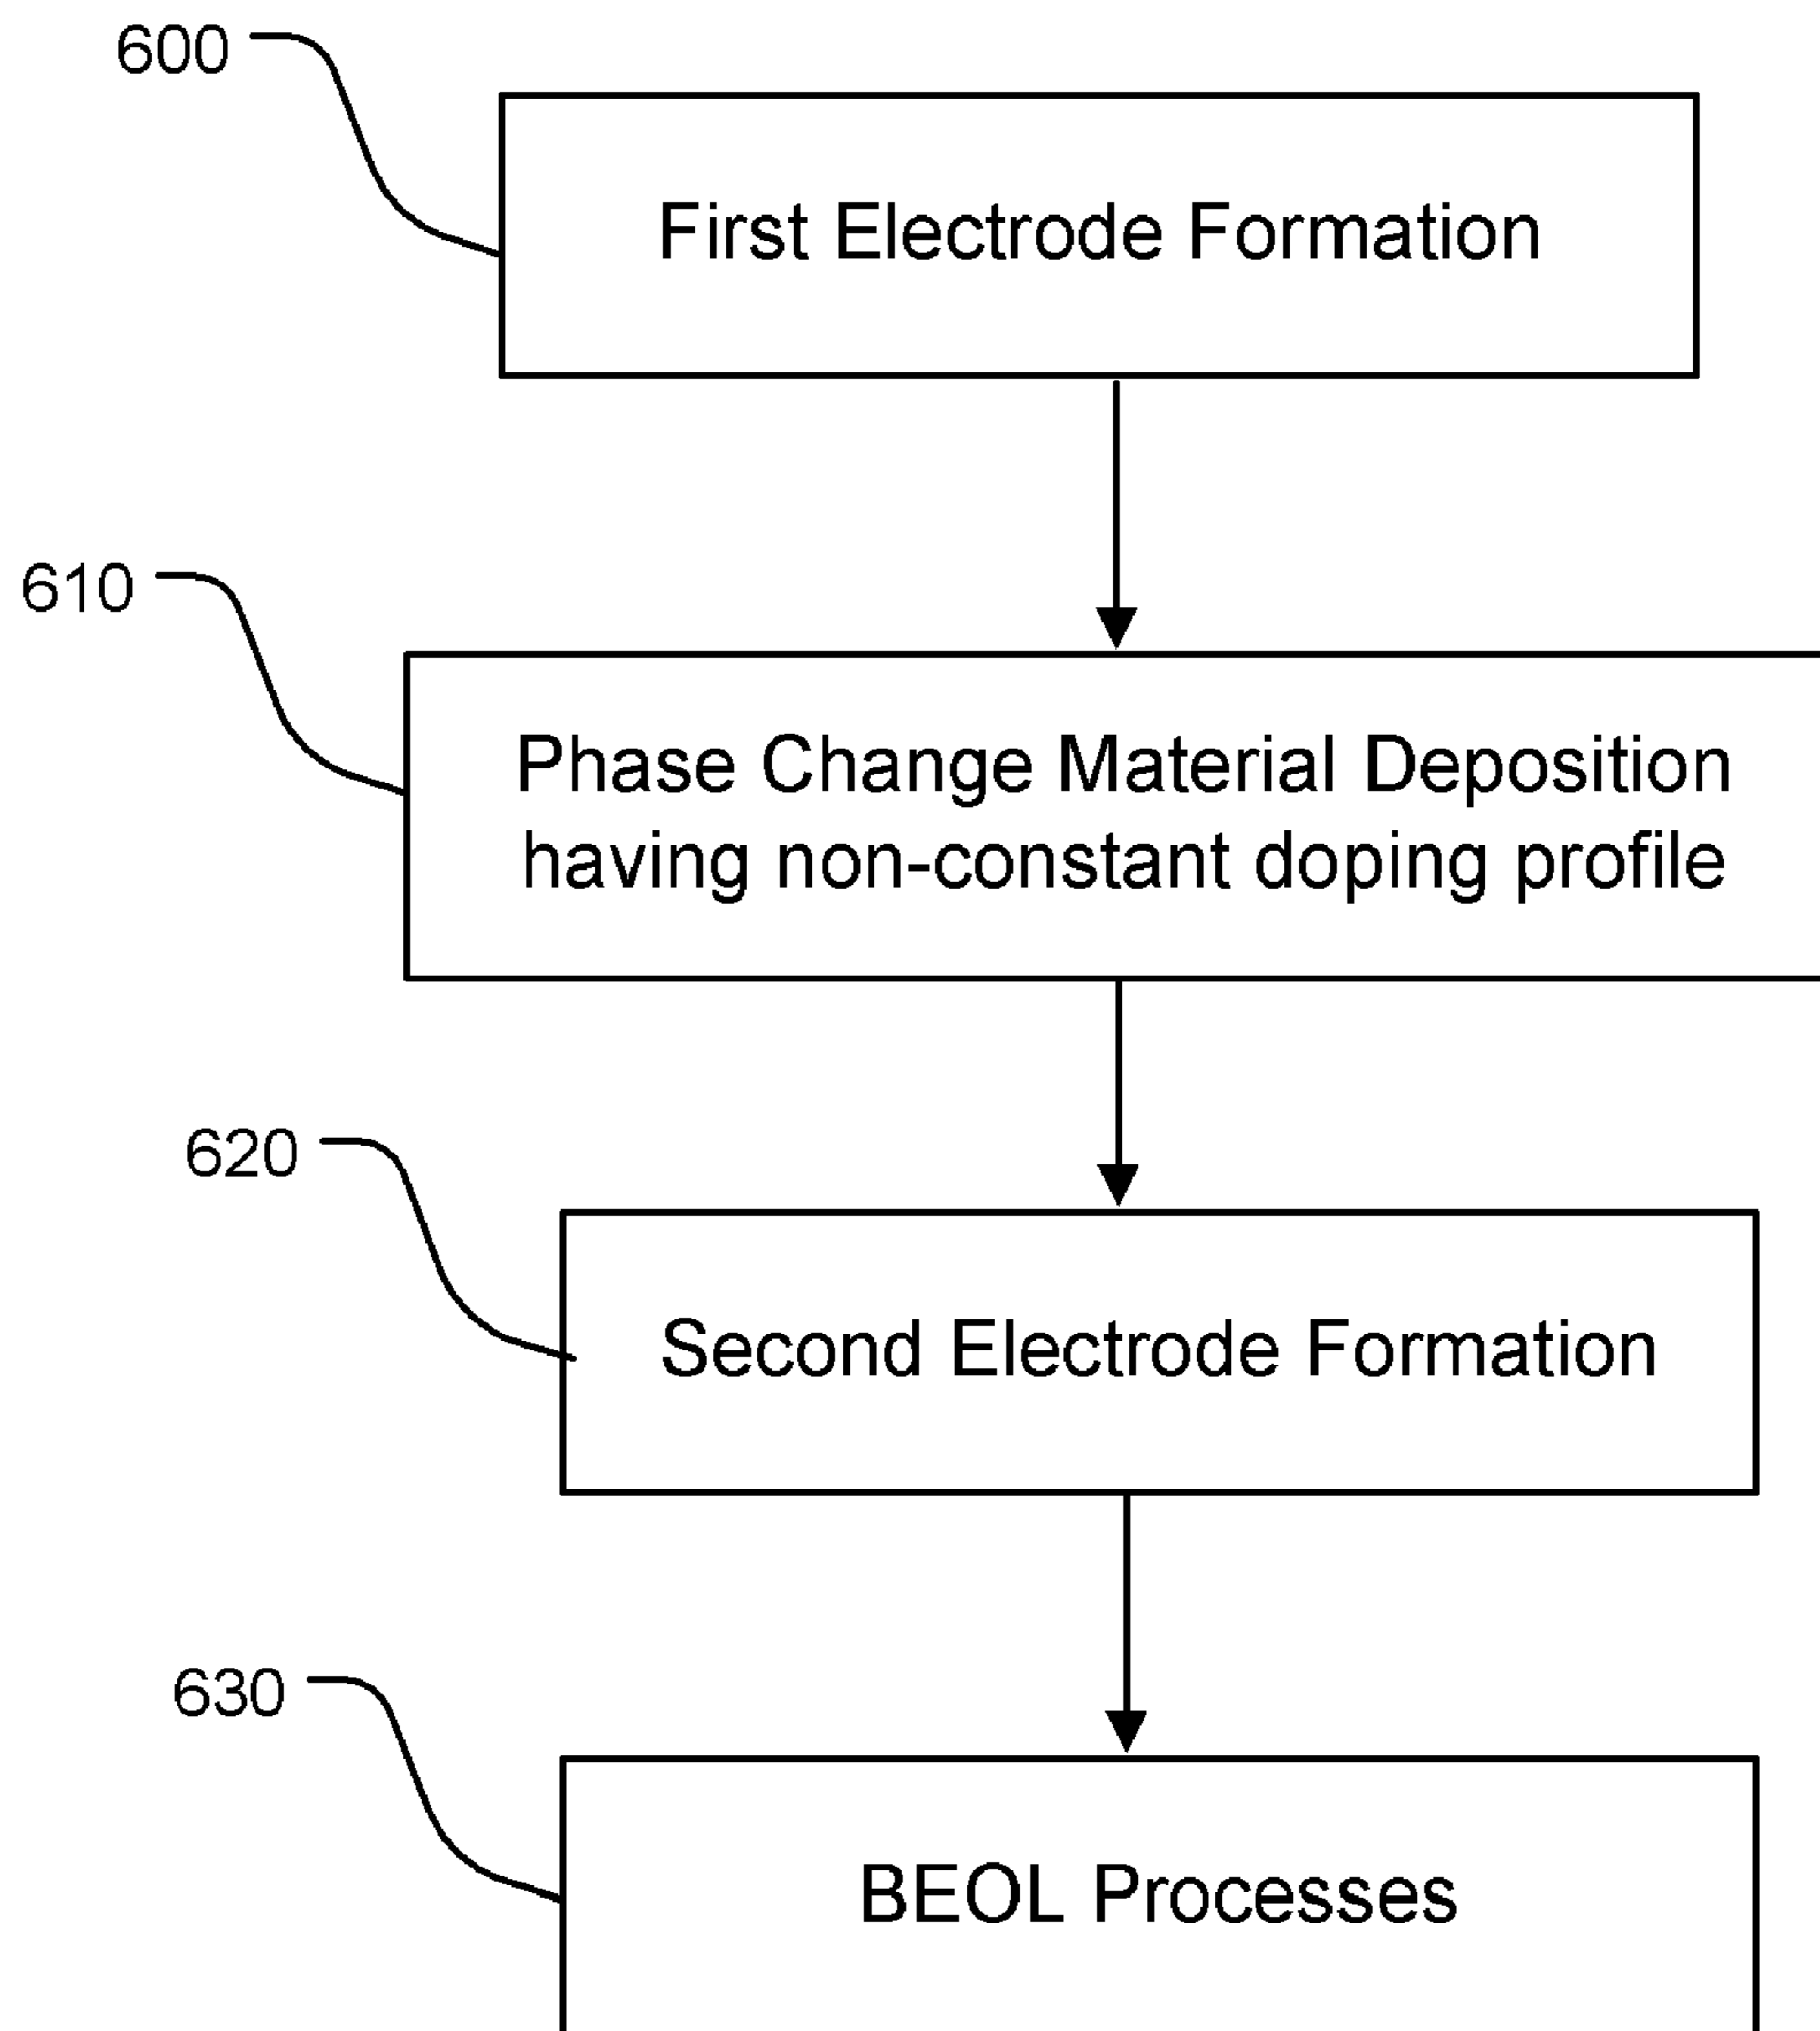 600
First Electrode Formation
610
Phase Change Material Deposition
having non-constant doping profile
620
Second Electrode Formation
630
BEOL Processes